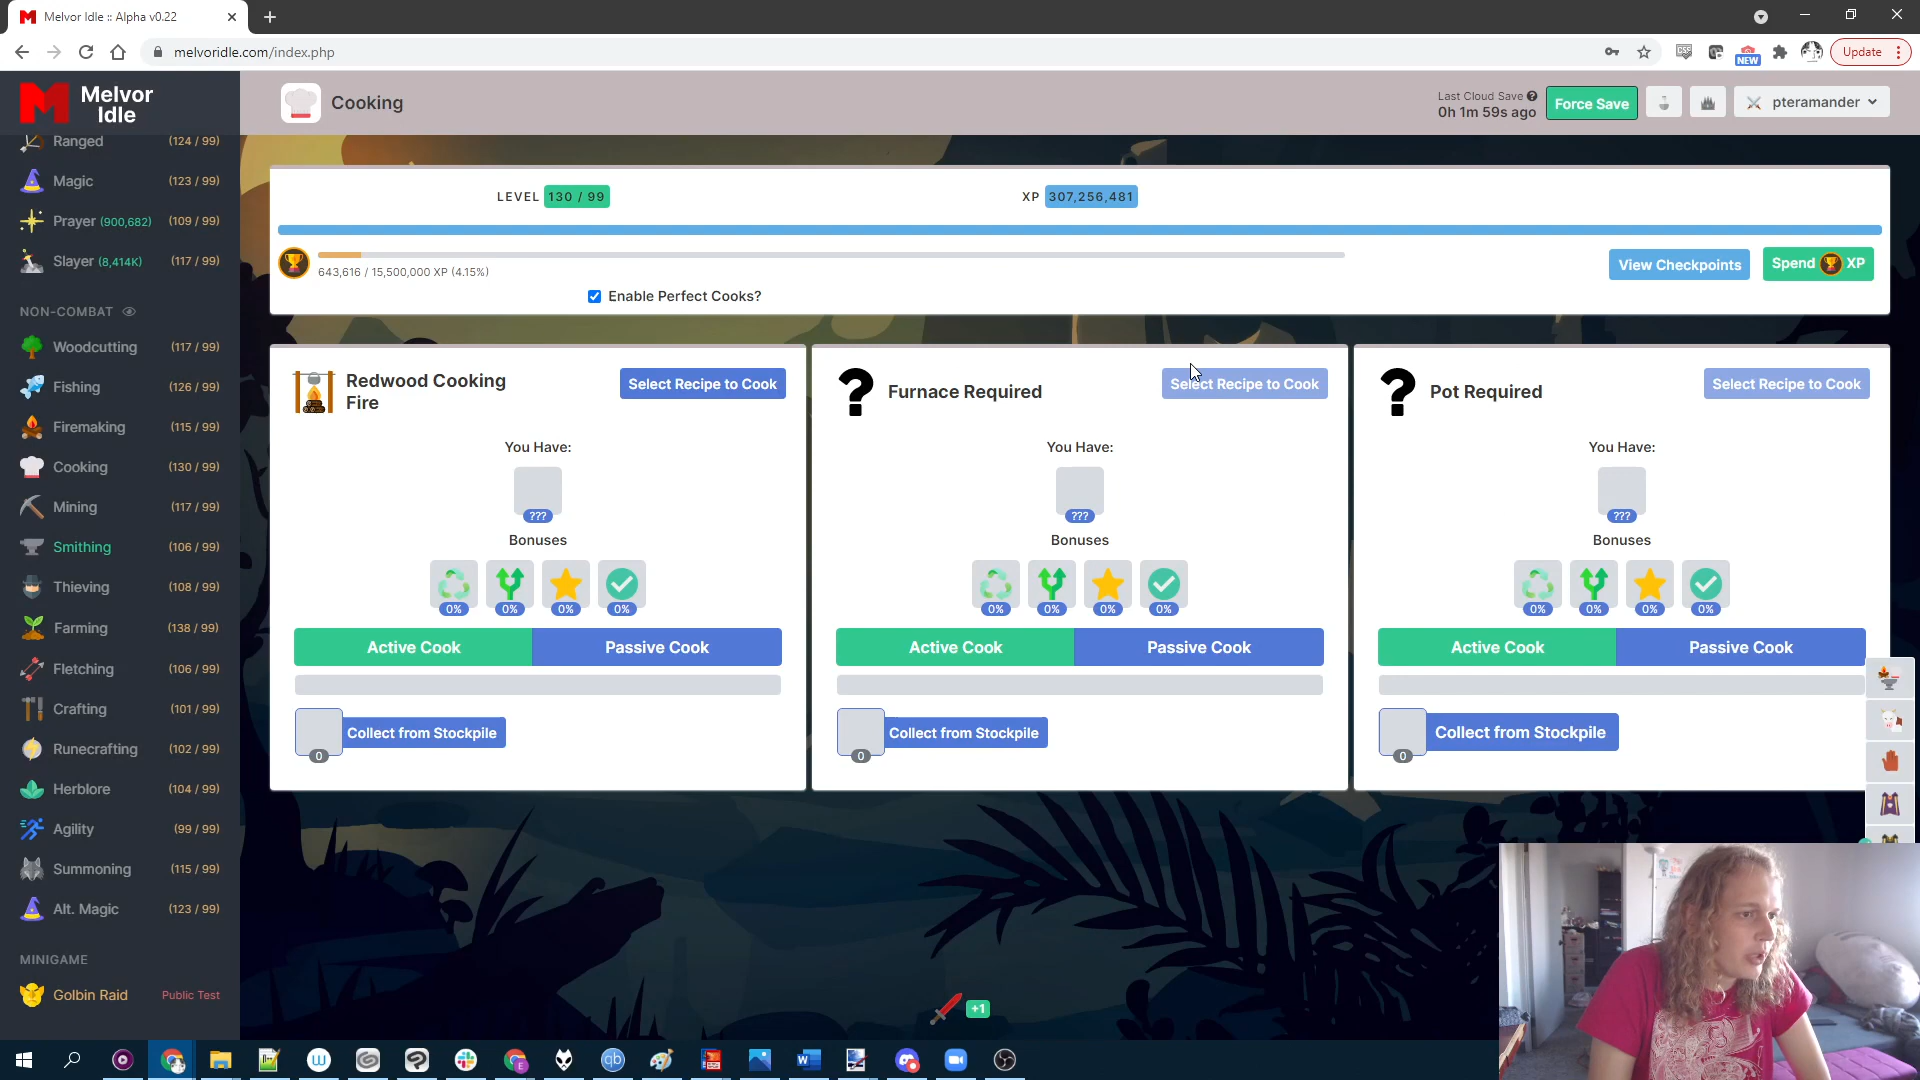 Melvor Idle :: Alpha v0.22
melvoridle.com/index.php
NEW
Update
Melvor
Idle
Cooking
Last Cloud Save
0h 1m 59s ago
Force Save
pteramander
Ranged (124 / 99)
Magic (123 / 99)
Prayer (900,682) (109 / 99)
Slayer (8,414K) (117 / 99)
NON-COMBAT
Woodcutting (117 / 99)
Fishing (126 / 99)
Firemaking (115 / 99)
Cooking (130 / 99)
Mining (117 / 99)
Smithing (106 / 99)
Thieving (108 / 99)
Farming (138 / 99)
Fletching (106 / 99)
Crafting (101 / 99)
Runecrafting (102 / 99)
Herblore (104 / 99)
Agility (99 / 99)
Summoning (115 / 99)
Alt. Magic (123 / 99)
MINIGAME
Golbin Raid Public Test
LEVEL 130 / 99 XP 307,256,481
643,616 / 15,500,000 XP (4.15%)
View Checkpoints
Spend XP
Enable Perfect Cooks?
Redwood Cooking
Fire
Select Recipe to Cook
You Have:
???
Bonuses
0% 0% 0% 0%
Active Cook Passive Cook
Collect from Stockpile
0
Furnace Required
Select Recipe to Cook
You Have:
???
Bonuses
0% 0% 0% 0%
Active Cook Passive Cook
Collect from Stockpile
0
Pot Required
Select Recipe to Cook
You Have:
???
Bonuses
0% 0% 0% 0%
Active Cook Passive Cook
Collect from Stockpile
0
+1